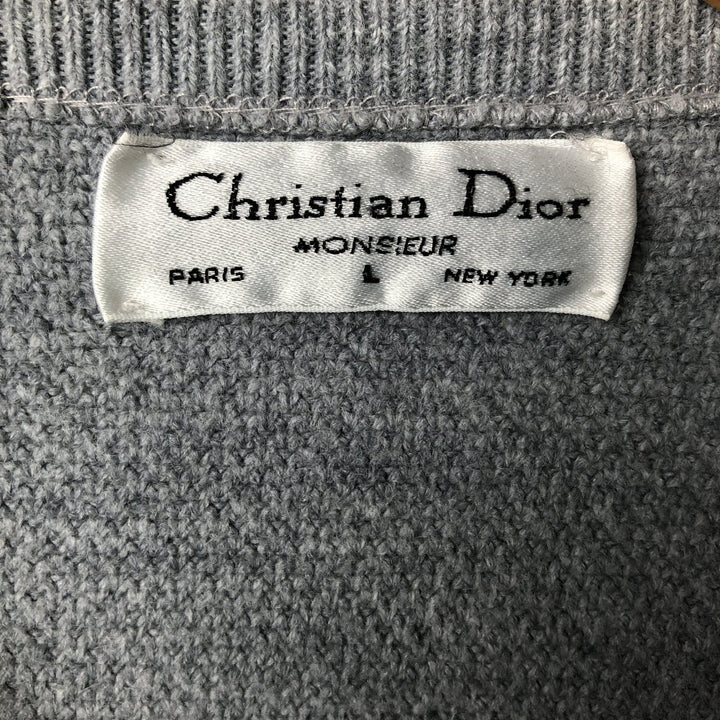 Christian Dior
MONSIEUR
PARIS L NEW YORK